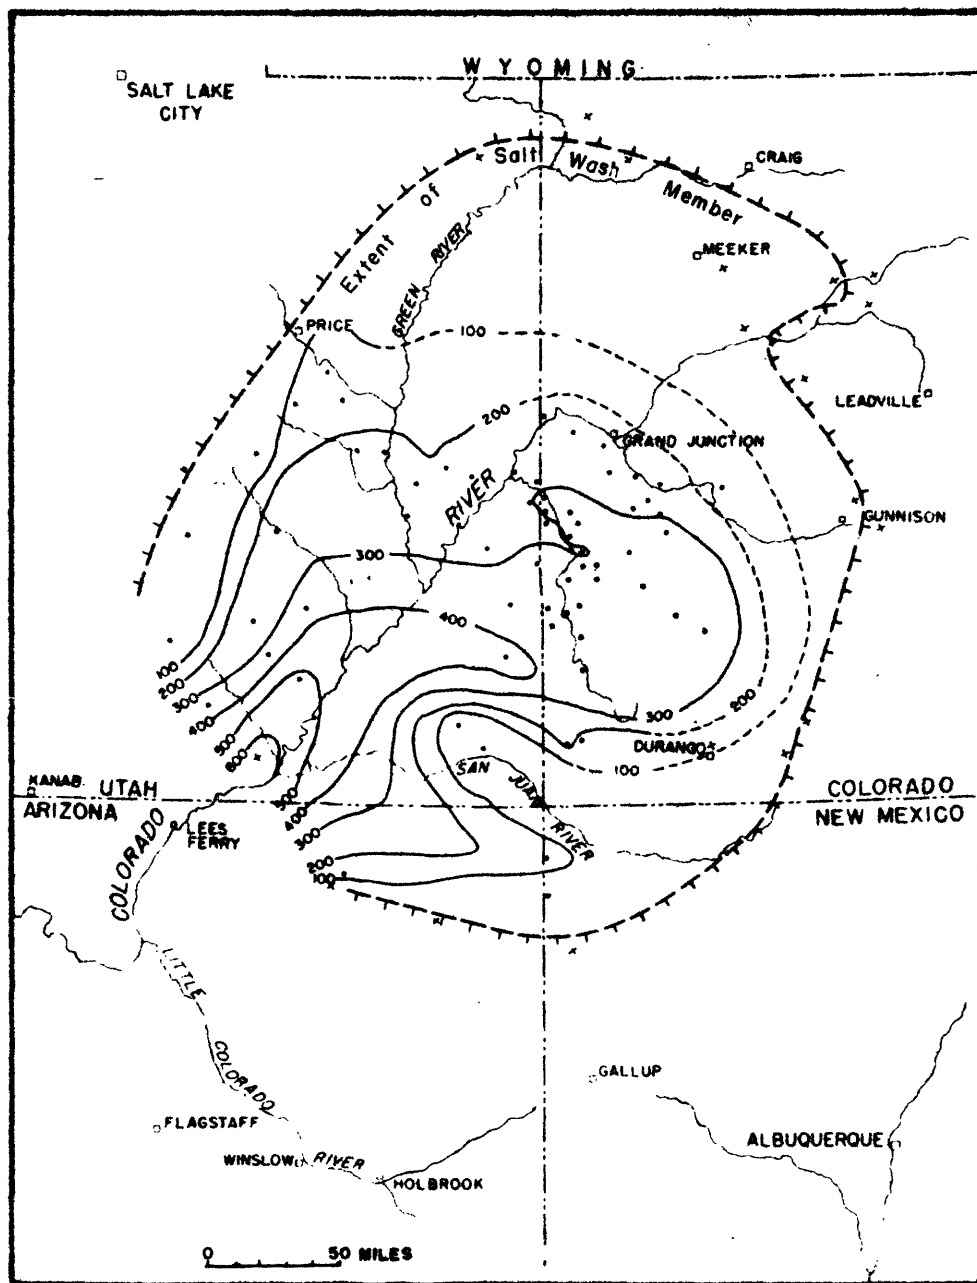 WYOMING
SALT LAKE
CITY
Extent of Salt Wash Member
CRAIG
MEEKER
GREEN RIVER
PRICE
100
LEADVILLE
200
GRAND JUNCTION
RIVER
GUNNISON
300
400
100
200
300
400
500
600
300
200
DURANGO
100
SAN JUAN RIVER
KANAB
UTAH
ARIZONA
COLORADO
NEW MEXICO
500
400
300
200
100
LEES
FERRY
COLORADO
LITTLE COLORADO RIVER
GALLUP
FLAGSTAFF
ALBUQUERQUE
WINSLOW
HOLBROOK
0 50 MILES